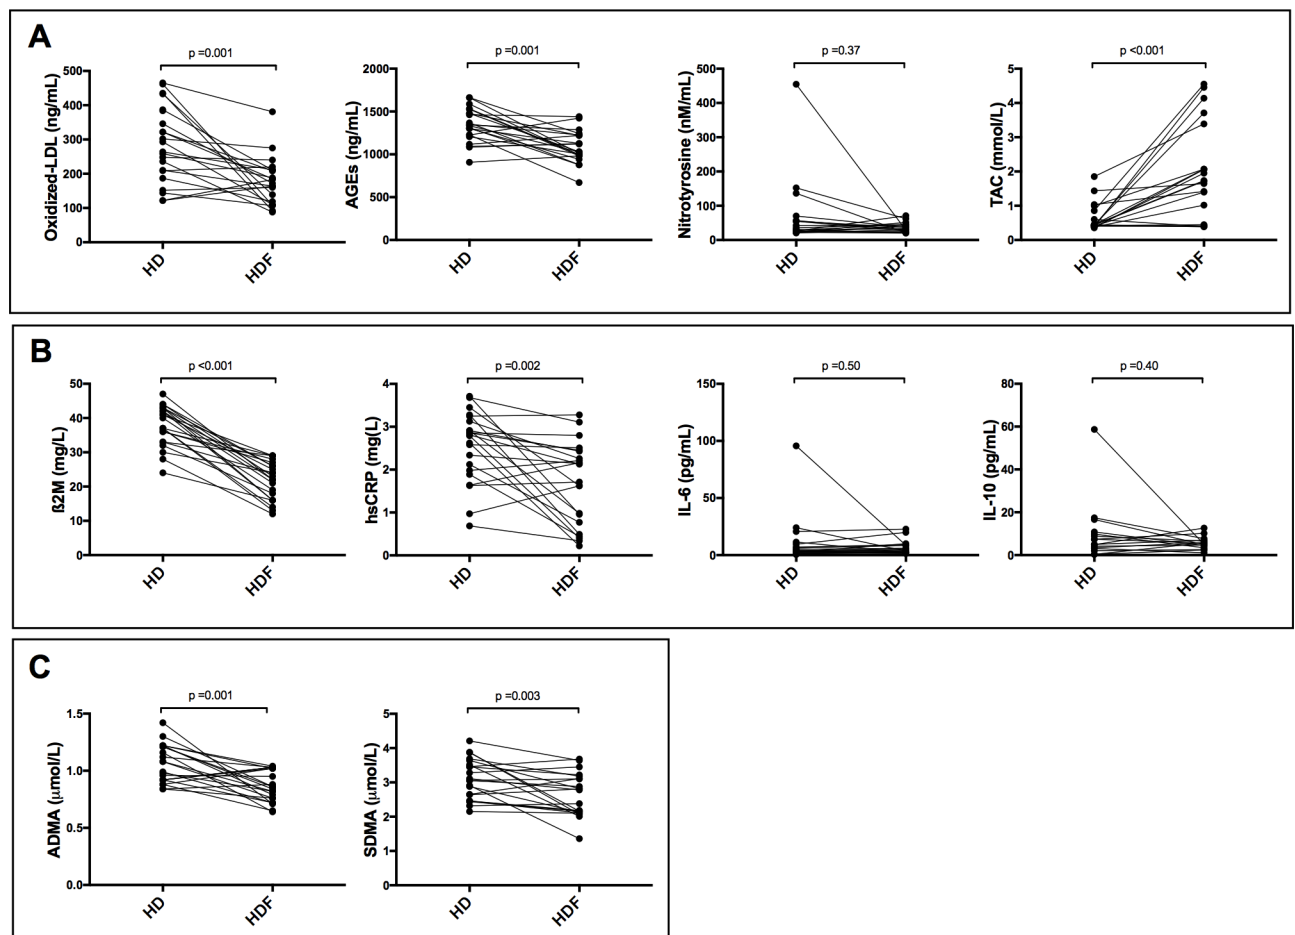 A
p =0.001
Oxidized-LDL (ng/mL)
500
400
300
200
100
0
HD
HDF
p =0.001
AGEs (ng/mL)
2000
1500
1000
500
0
HD
HDF
p =0.37
Nitrotyrosine (nM/mL)
500
400
300
200
100
0
HD
HDF
p <0.001
TAC (mmol/L)
5
4
3
2
1
0
HD
HDF
B
p <0.001
ß2M (mg/L)
50
40
30
20
10
0
HD
HDF
p =0.002
hsCRP (mg(L)
4
3
2
1
0
HD
HDF
p =0.50
IL-6 (pg/mL)
150
100
50
0
HD
HDF
p =0.40
IL-10 (pg/mL)
80
60
40
20
0
HD
HDF
C
p =0.001
ADMA (µmol/L)
1.5
1.0
0.5
0.0
HD
HDF
p =0.003
SDMA (µmol/L)
5
4
3
2
1
0
HD
HDF